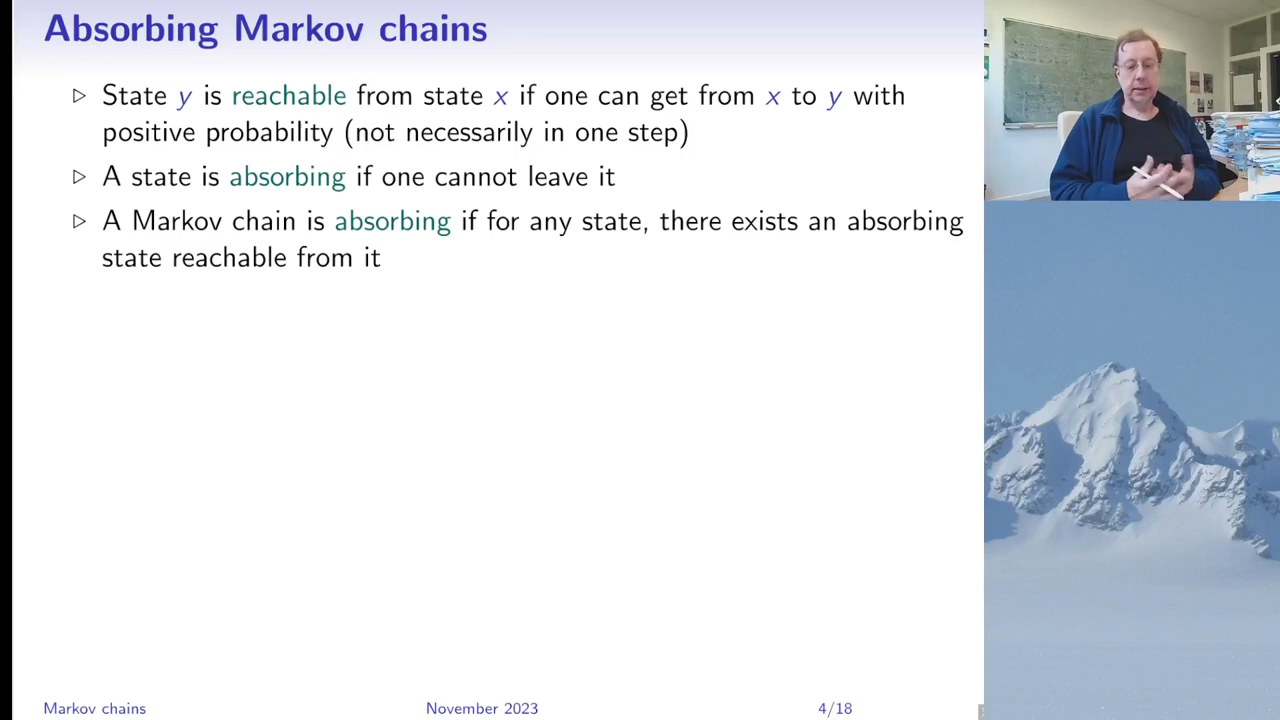 Absorbing Markov chains
▷ State y is reachable from state x if one can get from x to y with
positive probability (not necessarily in one step)
▷ A state is absorbing if one cannot leave it
▷ A Markov chain is absorbing if for any state, there exists an absorbing
state reachable from it
Markov chains November 2023 4/18